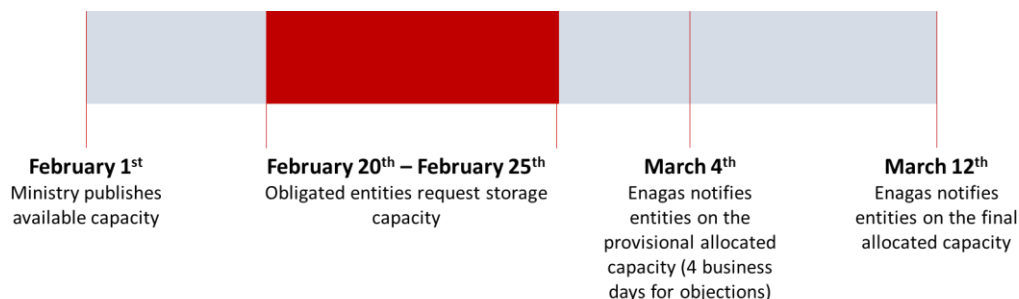 February 1st
Ministry publishes
available capacity
February 20th – February 25th
Obligated entities request storage
capacity
March 4th
Enagas notifies
entities on the
provisional allocated
capacity (4 business
days for objections)
March 12th
Enagas notifies
entities on the final
allocated capacity